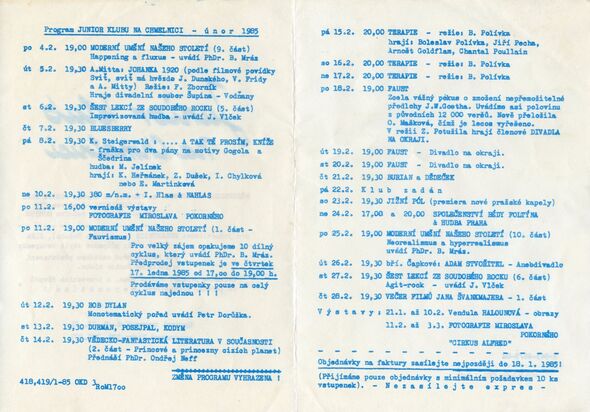 Program JUNIOR KLUBU NA CHMELNICI - únor 1985
po 4.2. 19,00 MODERNÍ UMĚNÍ NAŠEHO STOLETÍ (9. část)
Happening a fluxus - uvádí PhDr. B. Mráz
út 5.2. 19,30 A.Mitta: JOHANKA 1920 (podle filmové povídky
Sviť, sviť má hvězdo J. Dunského, V. Fridy
a A. Mitty) Režie: F. Zborník
Hraje divadelní soubor Šupina - Vodňany
st 6.2. 19,30 ŠEST LEKCÍ ZE SOUDOBÉHO ROCKU (5. část)
Improvizovaná hudba - uvádí J. Vlček
čt 7.2. 19,30 BLUESBERRY
pá 8.2. 19,30 K. Steigerwald : .... A TAK TĚ PROSÍM, KNÍŽE
- fraška pro dva pány na motivy Gogola a
Ščedrina
hudba: M. Jelínek
hrají: K. Heřmánek, Z. Dušek, I. Chýlková
nebo E. Martínková
ne 10.2. 19,30 380 m/n.m. + I. Hlas & NAHLAS
po 11.2. 16,00 vernisáž výstavy
FOTOGRAFIE MIROSLAVA POKORNÉHO
po 11.2. 19,00 MODERNÍ UMĚNÍ NAŠEHO STOLETÍ (1. část -
Fauvismus)
Pro velký zájem opakujeme 10 dílný
cyklus, který uvádí PhDr. B. Mráz.
Předprodej vstupenek je ve čtvrtek
17. ledna 1985 od 17,oo do 19,00 h.
Prodáváme vstupenky pouze na celý
cyklus najednou ! ! !
út 12.2. 19,30 BOB DYLAN
Monotematický pořad uvádí Petr Dorůžka.
st 13.2. 19,30 DURMAN, POSEJPAL, KODYM
čt 14.2. 19,30 VĚDECKO-FANTASTICKÁ LITERATURA V SOUČASNOSTI
(2. část - Princové a princezny cizích planet)
Přednáší PhDr. Ondřej Neff
ZMĚNA PROGRAMU VYHRAZENA !
418,419/1-85 OKD 3
RoM17oo
pá 15.2. 20,00 TERAPIE - režie: B. Polívka
hrají: Boleslav Polívka, Jiří Pecha,
Arnošt Goldflam, Chantal Poullain
so 16.2. 20,00 TERAPIE - režie: B. Polívka
ne 17.2. 20,00 TERAPIE - režie: B. Polívka
po 18.2. 19,00 FAUST
Zcela vážný pokus o zmožení nepřemožitelné
předlohy J.W.Goetha. Uvádíme asi polovinu
z původních 12 000 veršů. Nově přeložila
O. Mašková, čímž je leccos vyřešeno.
V režii Z. Potužila hrají členové DIVADLA
NA OKRAJI.
út 19.2. 19,00 FAUST - Divadlo na okraji.
st 20.2. 19,00 FAUST - Divadlo na okraji.
čt 21.2. 19,30 BURIAN a DĚDEČEK
pá 22.2. Klub zadán
so 23.2. 19,30 JIŽNÍ PÓL (premiera nové pražské kapely)
ne 24.2. 17,00 a 20,00 SPOLEČENSTVÍ BÉDY FOLTÝNA
& HUDBA PRAHA
po 25.2. 19,00 MODERNÍ UMĚNÍ NAŠEHO STOLETÍ (10. část)
Neorealismus a hyperrealismus
uvádí PhDr. B. Mráz.
út 26.2. 19,30 bří. Čapkové: ADAM STVOŘITEL - Anebdivadlo
st 27.2. 19,30 ŠEST LEKCÍ ZE SOUDOBÉHO ROCKU (6. část)
Agit-rock - uvádí J. Vlček
čt 28.2. 19,30 VEČER FILMŮ JANA ŠVANKMAJERA - 1. část
Výstavy: 21.1. až 10.2. Vendula HALOUNOVÁ - obrazy
11.2. až 3.3. FOTOGRAFIE MIROSLAVA
POKORNÉHO
"CIRKUS ALFRED"
Objednávky na faktury zasílejte nejpozději do 18.1.1985!
(Přijímáme pouze objednávky s minimálním požadavkem 10 ks
vstupenek). - Nezasílejte expres -